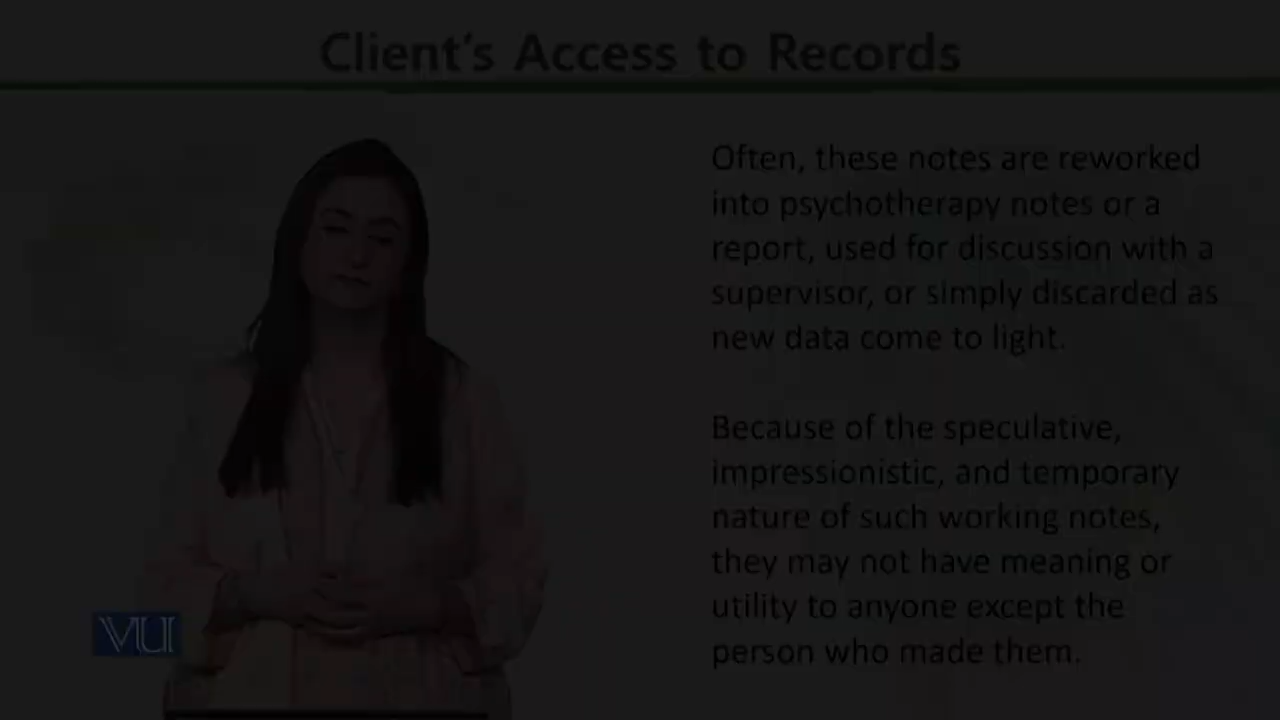 Client's Access to Records
Often, these notes are reworked
into psychotherapy notes or a
report, used for discussion with a
supervisor, or simply discarded as
new data come to light.
Because of the speculative,
impressionistic, and temporary
nature of such working notes,
they may not have meaning or
utility to anyone except the
person who made them.
VU